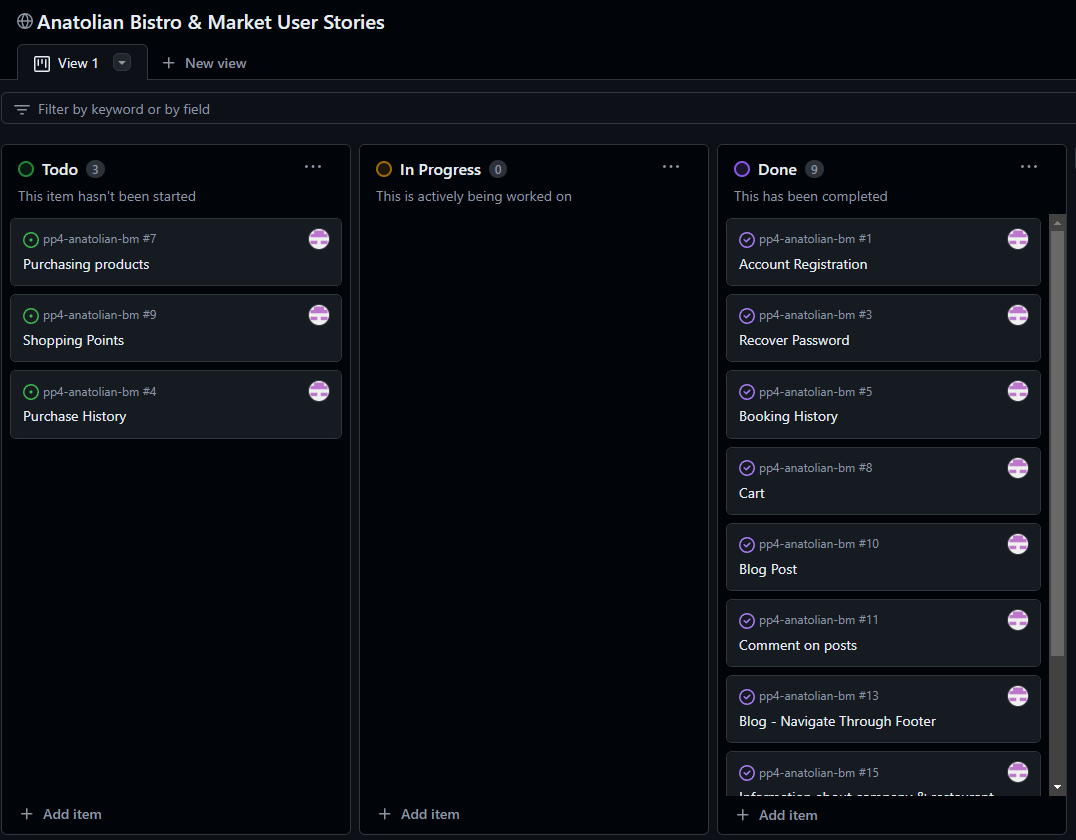 Anatolian Bistro & Market User Stories
View 1
New view
Filter by keyword or by field
Todo 3
This item hasn't been started
pp4-anatolian-bm #7
Purchasing products
pp4-anatolian-bm #9
Shopping Points
pp4-anatolian-bm #4
Purchase History
Add item
In Progress 0
This is actively being worked on
Add item
Done 9
This has been completed
pp4-anatolian-bm #1
Account Registration
pp4-anatolian-bm #3
Recover Password
pp4-anatolian-bm #5
Booking History
pp4-anatolian-bm #8
Cart
pp4-anatolian-bm #10
Blog Post
pp4-anatolian-bm #11
Comment on posts
pp4-anatolian-bm #13
Blog - Navigate Through Footer
pp4-anatolian-bm #15
Information about company & restaurant
Add item